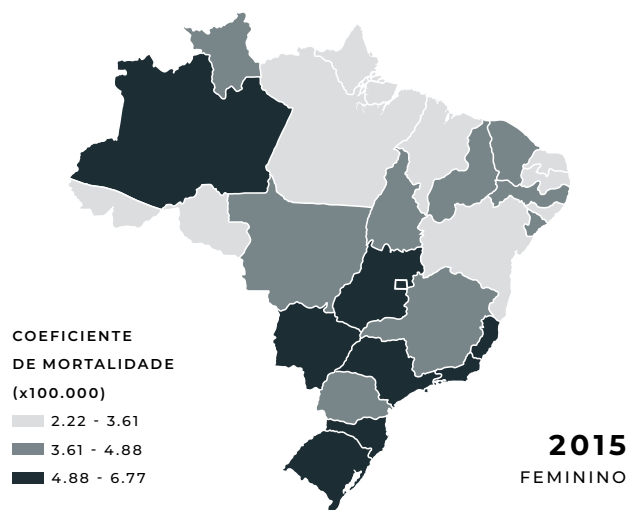 COEFICIENTE
DE MORTALIDADE
(x100.000)
2.22 - 3.61
3.61 - 4.88
4.88 - 6.77
2015
FEMININO